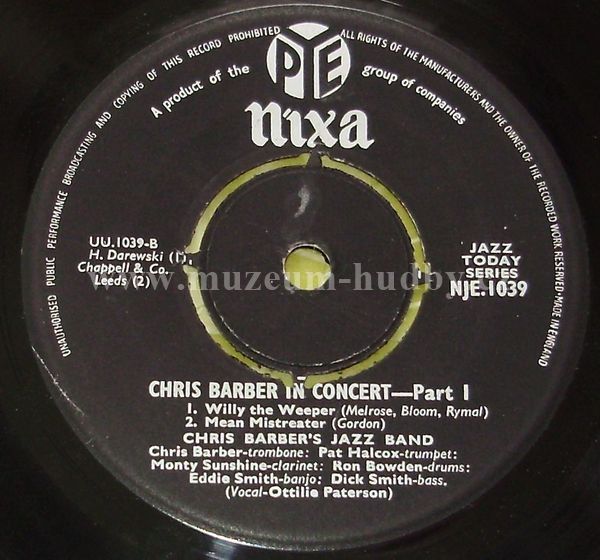 UNAUTHORISED PUBLIC PERFORMANCE BROADCASTING AND COPYING OF THIS RECORD PROHIBITED
ALL RIGHTS OF THE MANUFACTURERS AND THE OWNER OF THE RECORDED WORK RESERVED·MADE IN ENGLAND
A product of the PYE group of companies
nixa
UU.1039-B
H. Darewski (1),
Chappell & Co.
Leeds (2)
JAZZ
TODAY
SERIES
NJE.1039
www.muzeum-hudby.c
CHRIS BARBER IN CONCERT—Part 1
1. Willy the Weeper (Melrose, Bloom, Rymal)
2. Mean Mistreater (Gordon)
CHRIS BARBER'S JAZZ BAND
Chris Barber-trombone: Pat Halcox-trumpet:
Monty Sunshine-clarinet: Ron Bowden-drums:
Eddie Smith-banjo: Dick Smith-bass.
(Vocal-Ottilie Paterson)